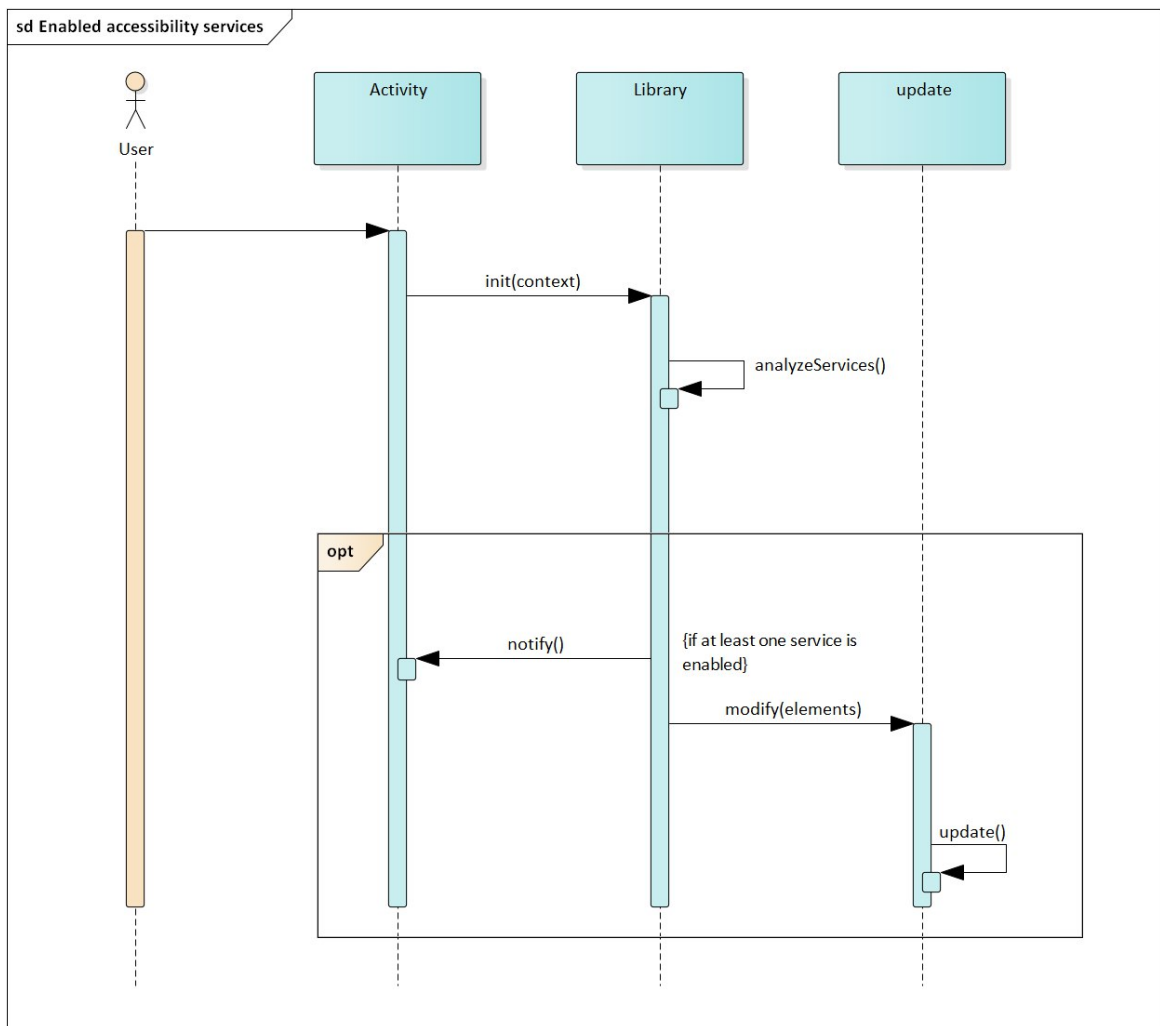 sd Enabled accessibility services
User
Activity
Library
update
init(context)
analyzeServices()
opt
notify()
{if at least one service is
enabled}
modify(elements)
update()